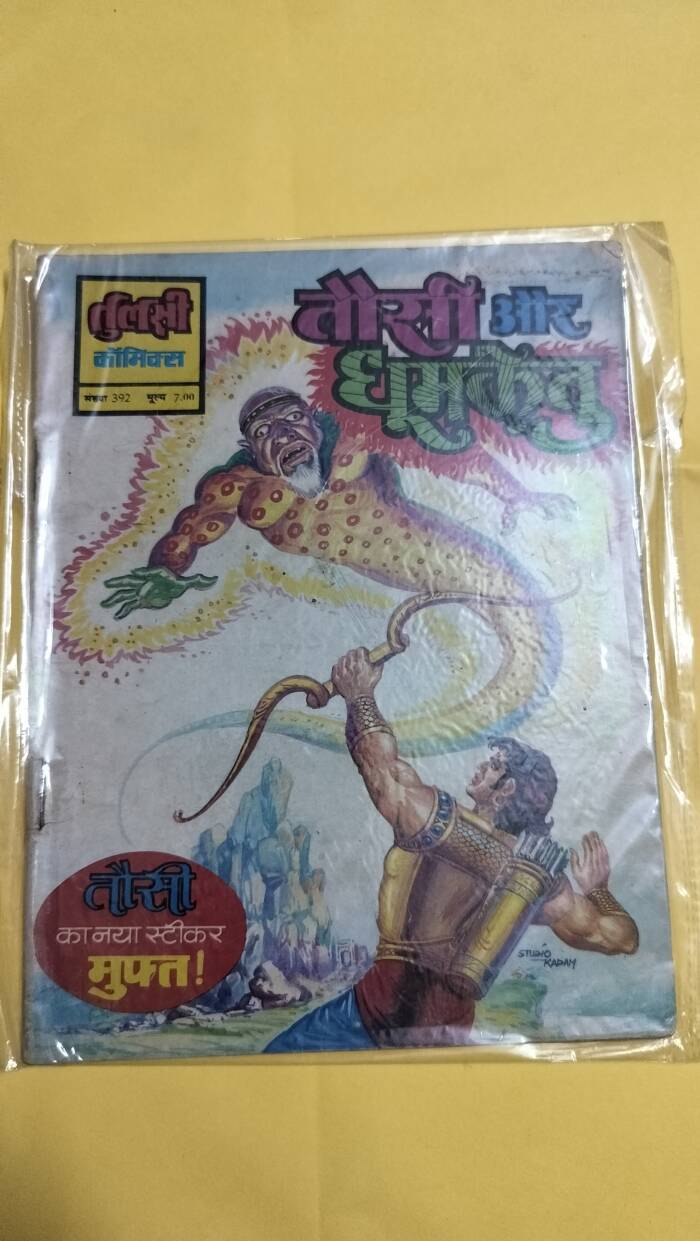 तुलसी
कॉमिक्स
संख्या 392 मूल्य 7.00
तौसी और
धूमकेतु
तौसी
का नया स्टीकर
मुफ्त!
STUDIO
KADAM